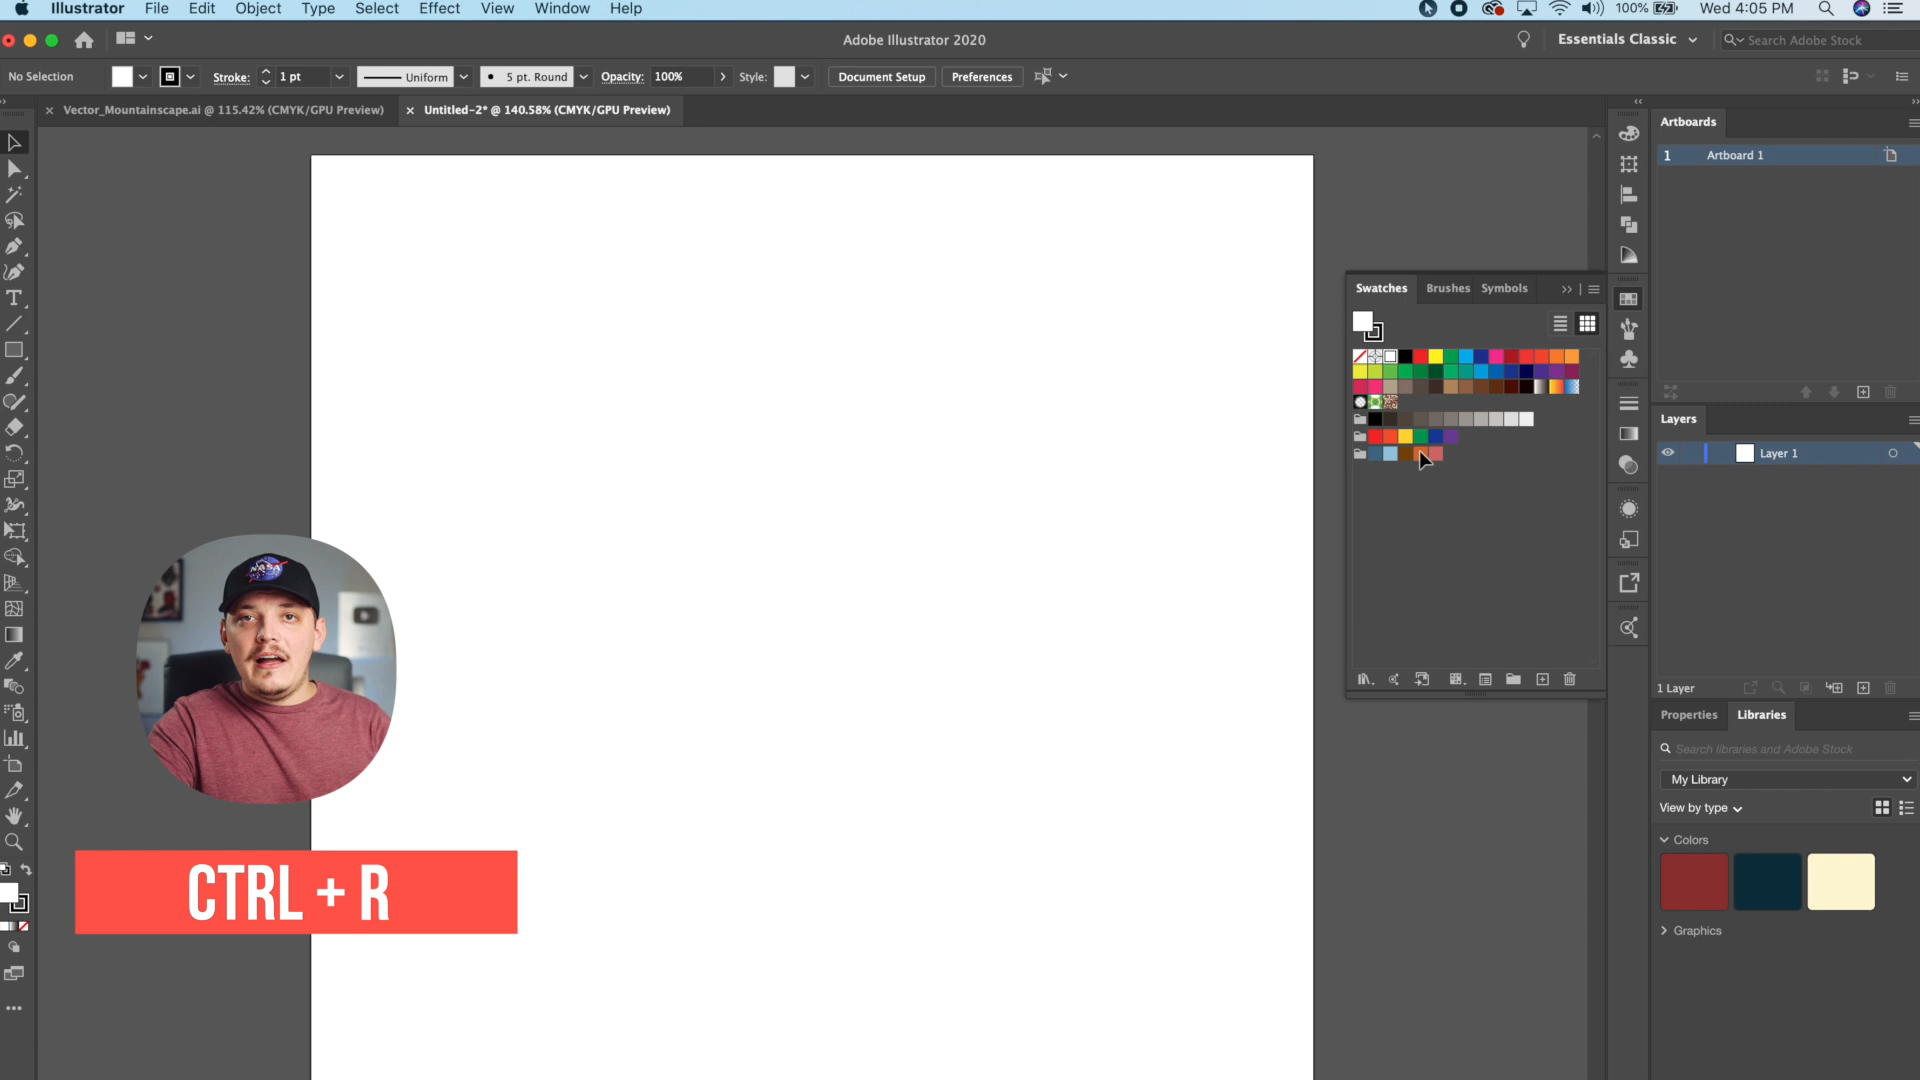 Illustrator File Edit Object Type Select Effect View Window Help
100% Wed 4:05 PM
Adobe Illustrator 2020
Essentials Classic
Search Adobe Stock
No Selection Stroke: 1 pt Uniform 5 pt. Round Opacity: 100% Style: Document Setup Preferences
Vector_Mountainscape.ai @ 115.42% (CMYK/GPU Preview)
Untitled-2* @ 140.58% (CMYK/GPU Preview)
Artboards
1 Artboard 1
Swatches Brushes Symbols
Layers
Layer 1
NASA
1 Layer
Properties Libraries
Search libraries and Adobe Stock
My Library
View by type
Colors
CTRL + R
Graphics